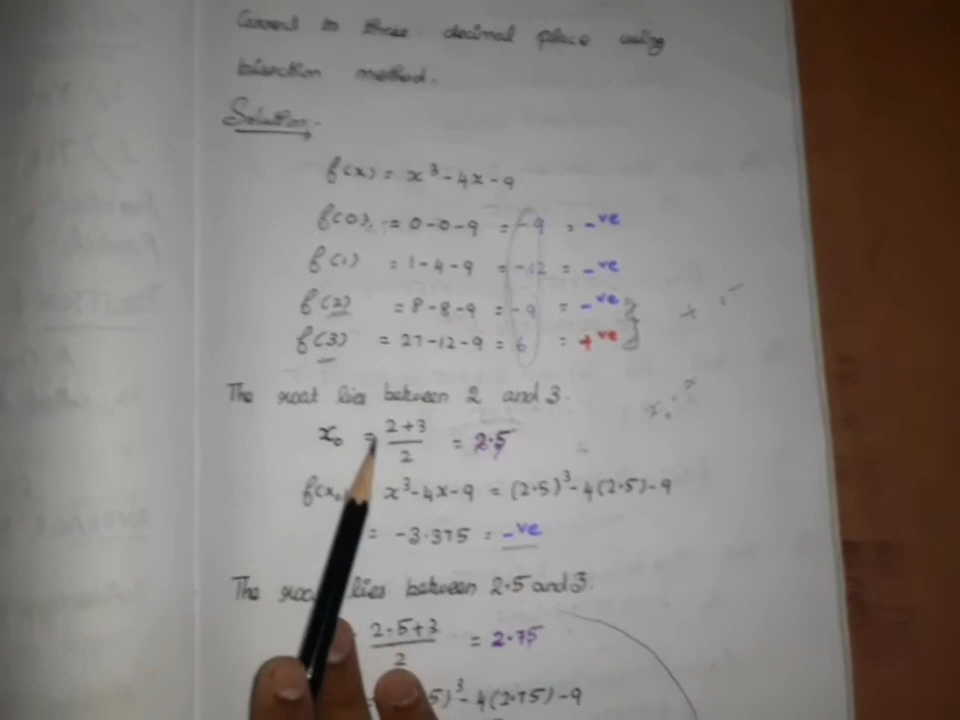 Correct to three decimal place using
bisection method.
Solution:-
f(x) = x³ - 4x - 9
f(0) = 0-0-9 = -9 = -ve
f(1) = 1-4-9 = -12 = -ve
f(2) = 8-8-9 = -9 = -ve
f(3) = 27-12-9 = 6 = +ve
The root lies between 2 and 3.
x₀ = 2+3/2 = 2.5
f(x₀ x³-4x-9 = (2.5)³-4(2.5)-9
= -3.375 = -ve
The root lies between 2.5 and 3.
2.5+3/2 = 2.75
5)³-4(2.75)-9